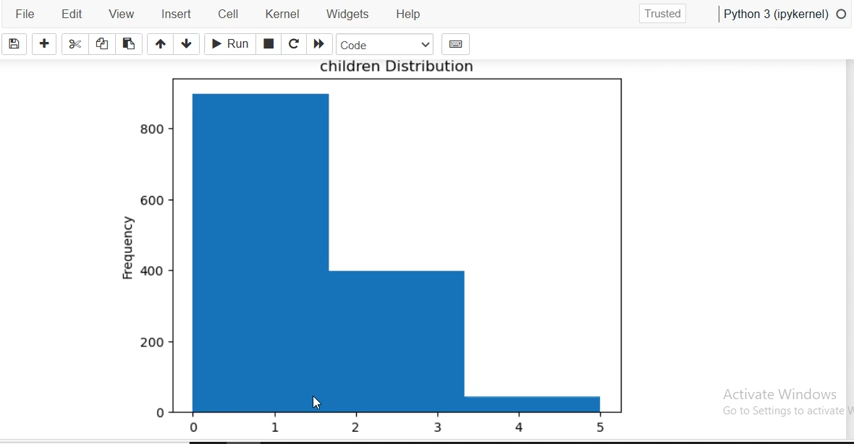 File Edit View Insert Cell Kernel Widgets Help Trusted Python 3 (ipykernel)
Run Code
children Distribution
Frequency
800
600
400
200
0
0 1 2 3 4 5
Activate Windows
Go to Settings to activate W